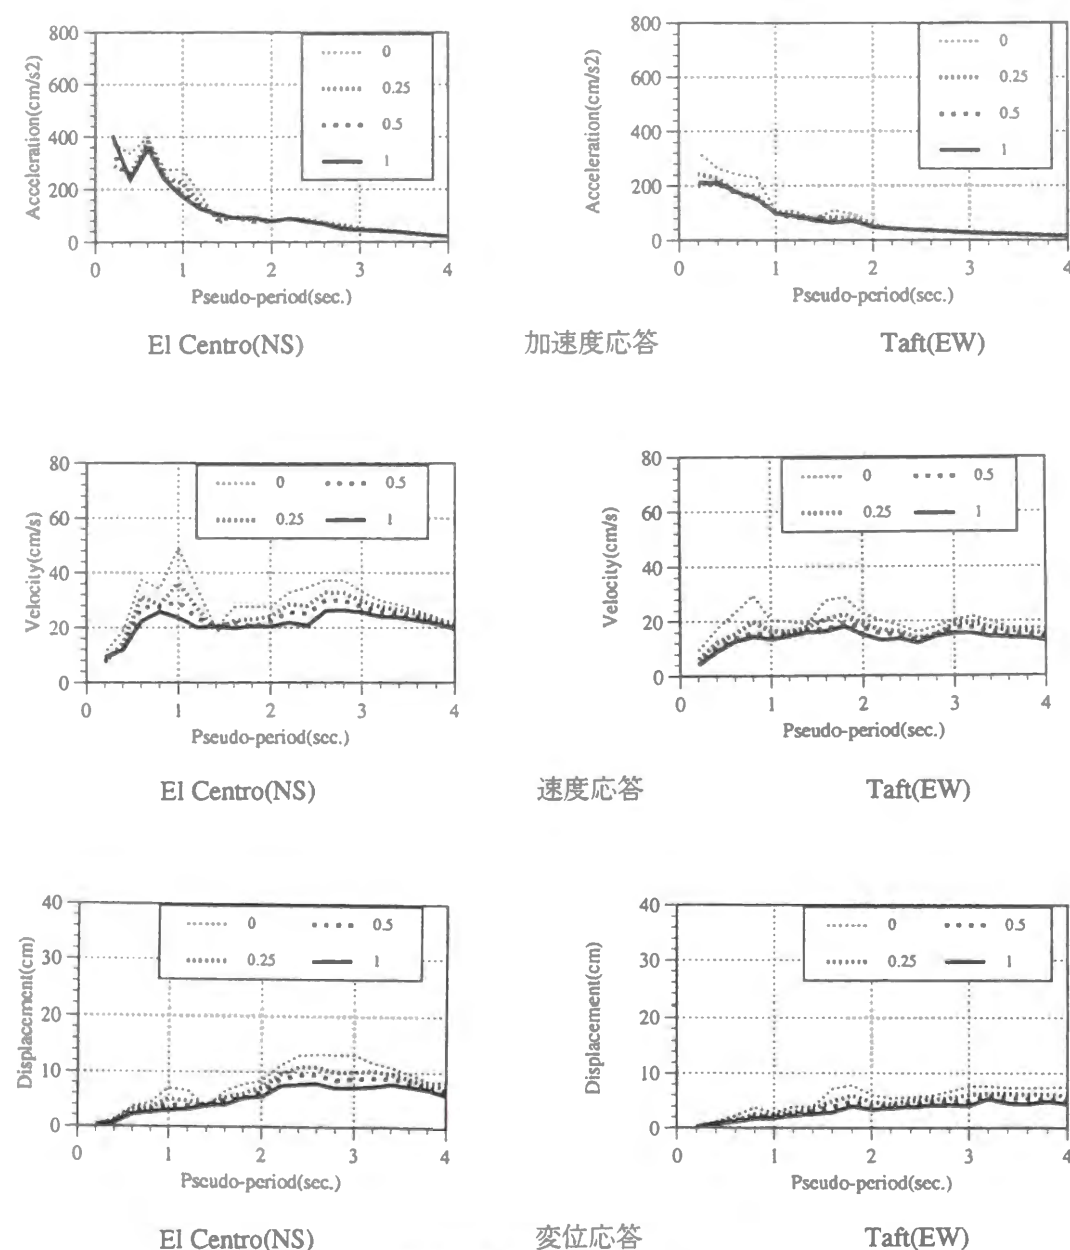 800
600
400
200
0
Acceleration(cm/s2)
0
0.25
0.5
1
0 1 2 3 4
Pseudo-period(sec.)
800
600
400
200
0
Acceleration(cm/s2)
0
0.25
0.5
1
0 1 2 3 4
Pseudo-period(sec.)
El Centro(NS) 加速度応答 Taft(EW)
80
60
40
20
0
Velocity(cm/s)
0 0.5
0.25 1
0 1 2 3 4
Pseudo-period(sec.)
80
60
40
20
0
Velocity(cm/s)
0 0.5
0.25 1
0 1 2 3 4
Pseudo-period(sec.)
El Centro(NS) 速度応答 Taft(EW)
40
30
20
10
0
Displacement(cm)
0 0.5
0.25 1
0 1 2 3 4
Pseudo-period(sec.)
40
30
20
10
0
Displacement(cm)
0 0.5
0.25 1
0 1 2 3 4
Pseudo-period(sec.)
El Centro(NS) 変位応答 Taft(EW)